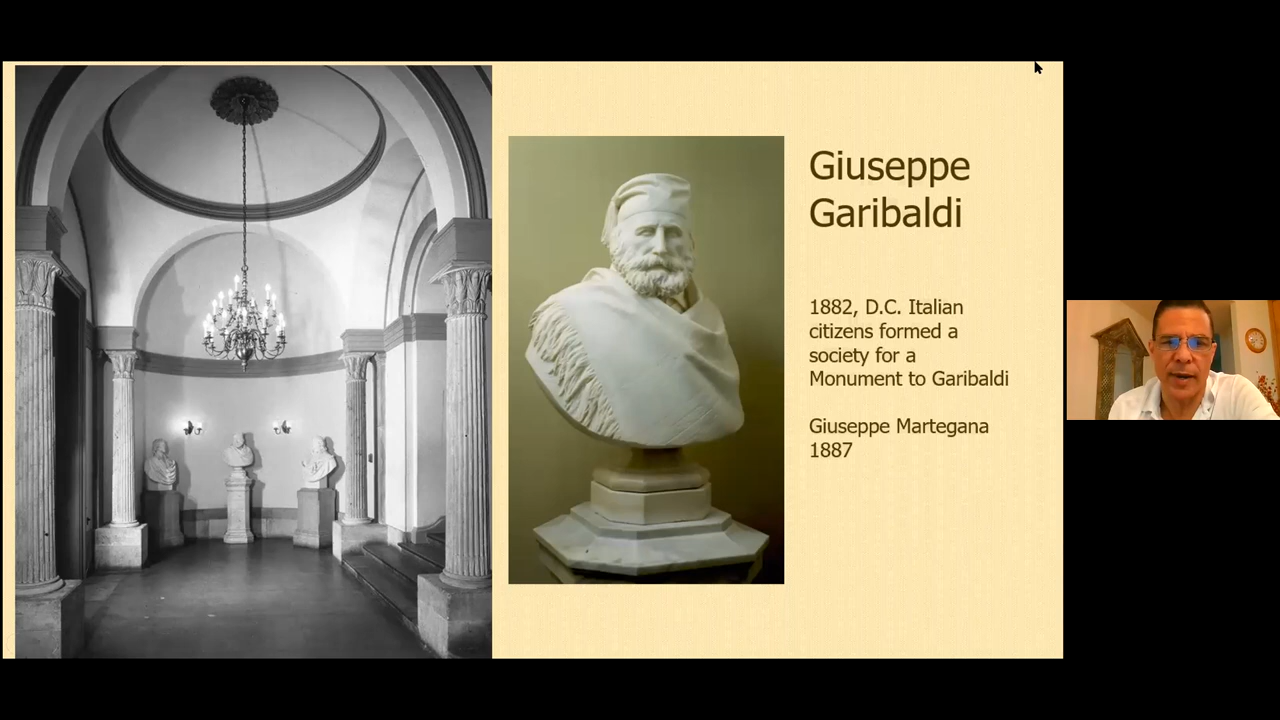 Giuseppe
Garibaldi
1882, D.C. Italian
citizens formed a
society for a
Monument to Garibaldi
Giuseppe Martegana
1887